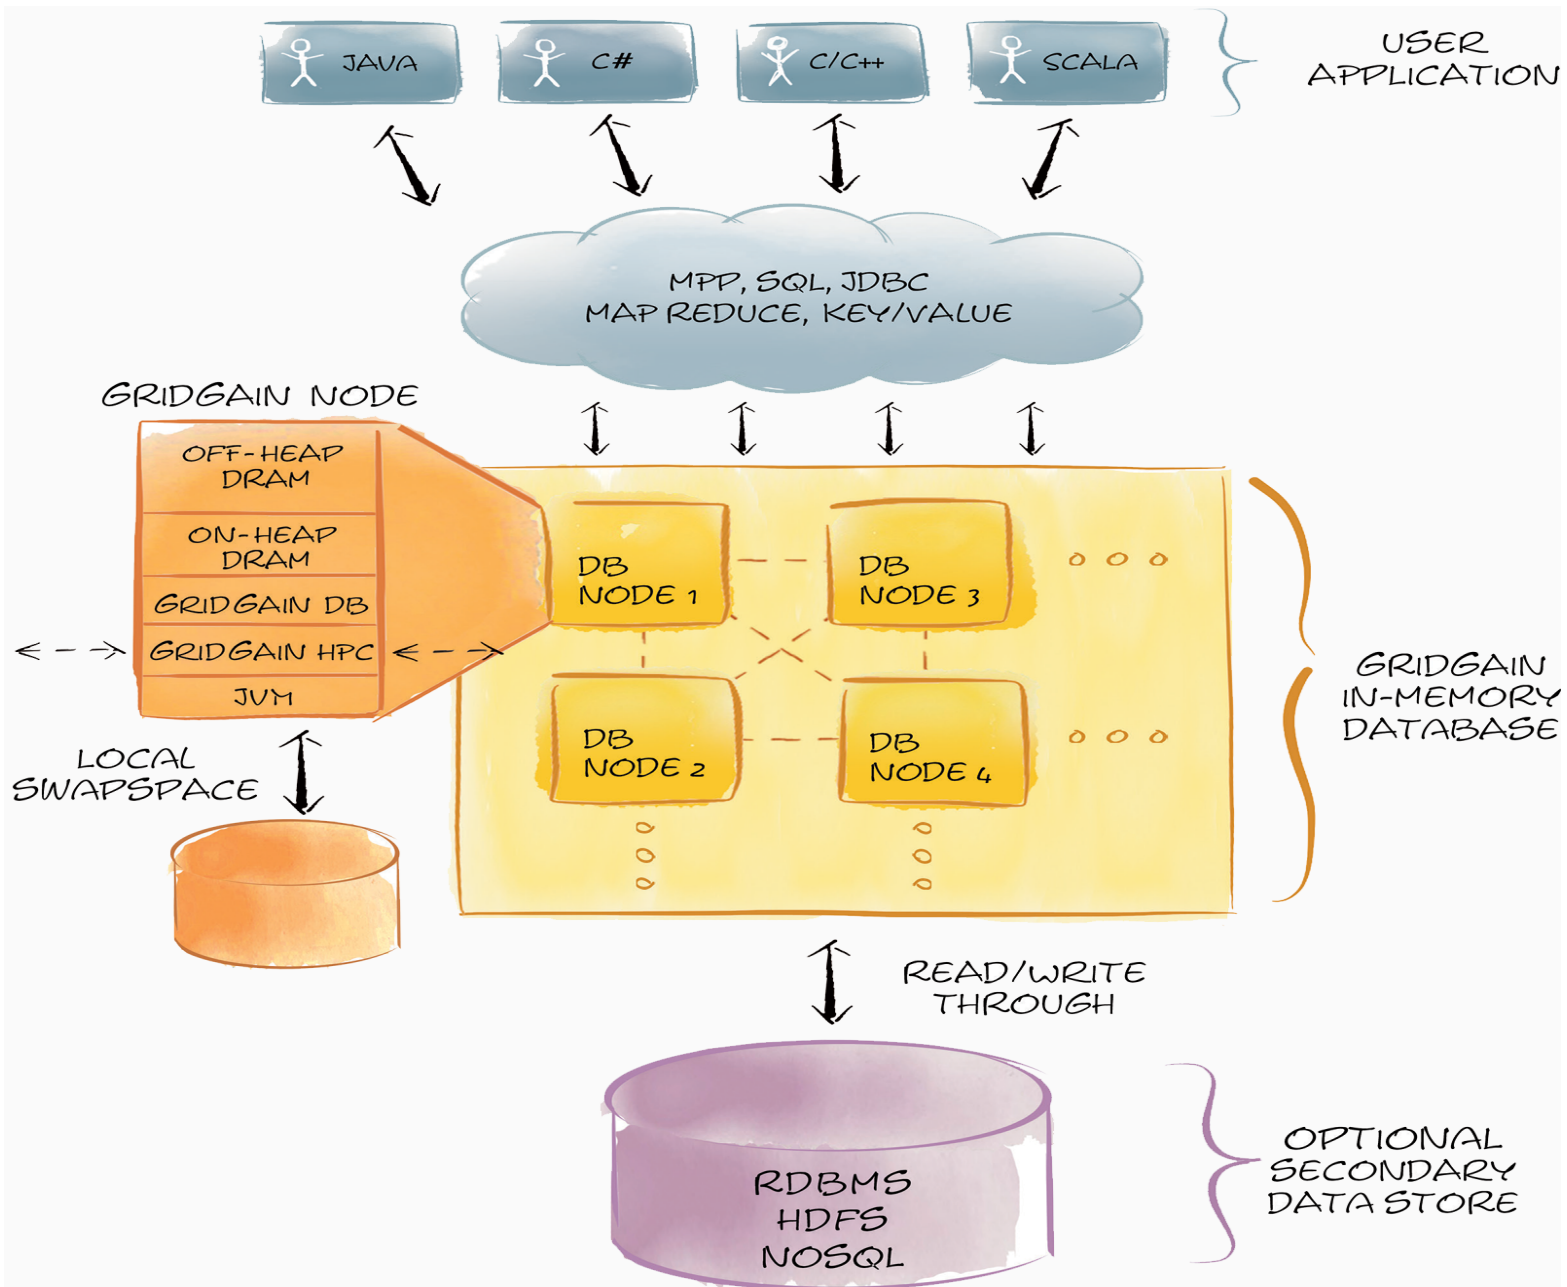 JAVA
C#
C/C++
SCALA
USER
APPLICATION
MPP, SQL, JDBC
MAP REDUCE, KEY/VALUE
GRIDGAIN NODE
OFF-HEAP
DRAM
ON-HEAP
DRAM
GRIDGAIN DB
GRIDGAIN HPC
JVM
LOCAL
SWAPSPACE
DB
NODE 1
DB
NODE 3
DB
NODE 2
DB
NODE 4
GRIDGAIN
IN-MEMORY
DATABASE
READ/WRITE
THROUGH
RDBMS
HDFS
NOSQL
OPTIONAL
SECONDARY
DATA STORE